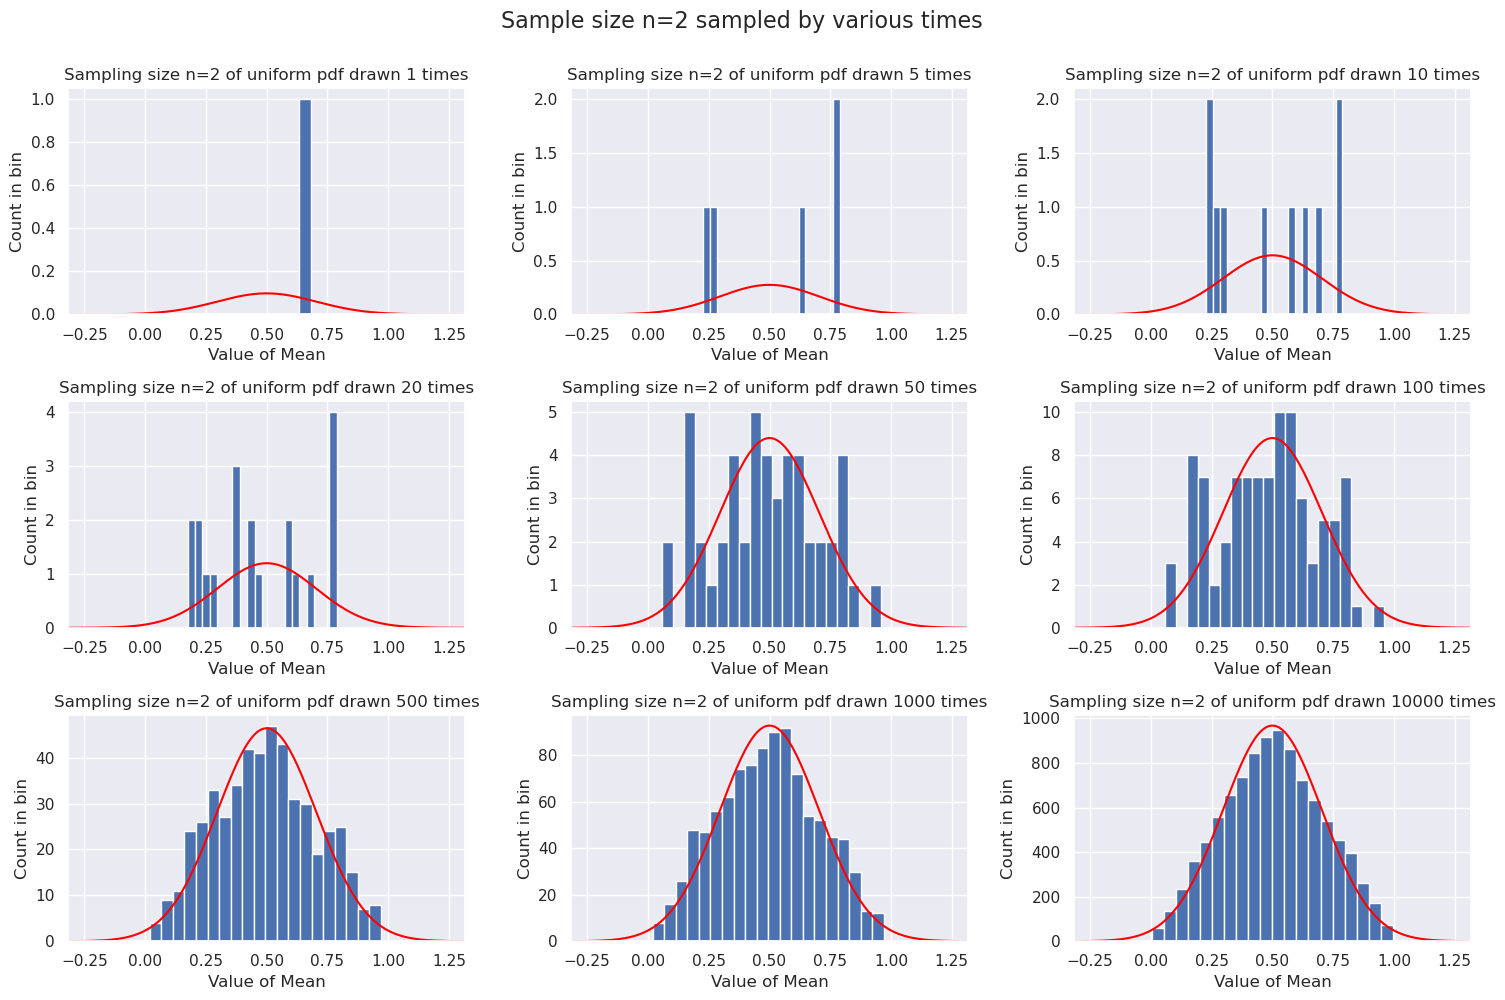 Sample size n=2 sampled by various times
Sampling size n=2 of uniform pdf drawn 1 times
1.0
0.8
0.6
0.4
0.2
0.0
Count in bin
−0.25 0.00 0.25 0.50 0.75 1.00 1.25
Value of Mean
Sampling size n=2 of uniform pdf drawn 5 times
2.0
1.5
1.0
0.5
0.0
Count in bin
−0.25 0.00 0.25 0.50 0.75 1.00 1.25
Value of Mean
Sampling size n=2 of uniform pdf drawn 10 times
2.0
1.5
1.0
0.5
0.0
Count in bin
−0.25 0.00 0.25 0.50 0.75 1.00 1.25
Value of Mean
Sampling size n=2 of uniform pdf drawn 20 times
4
3
2
1
0
Count in bin
−0.25 0.00 0.25 0.50 0.75 1.00 1.25
Value of Mean
Sampling size n=2 of uniform pdf drawn 50 times
5
4
3
2
1
0
Count in bin
−0.25 0.00 0.25 0.50 0.75 1.00 1.25
Value of Mean
Sampling size n=2 of uniform pdf drawn 100 times
10
8
6
4
2
0
Count in bin
−0.25 0.00 0.25 0.50 0.75 1.00 1.25
Value of Mean
Sampling size n=2 of uniform pdf drawn 500 times
40
30
20
10
0
Count in bin
−0.25 0.00 0.25 0.50 0.75 1.00 1.25
Value of Mean
Sampling size n=2 of uniform pdf drawn 1000 times
80
60
40
20
0
Count in bin
−0.25 0.00 0.25 0.50 0.75 1.00 1.25
Value of Mean
Sampling size n=2 of uniform pdf drawn 10000 times
1000
800
600
400
200
0
Count in bin
−0.25 0.00 0.25 0.50 0.75 1.00 1.25
Value of Mean